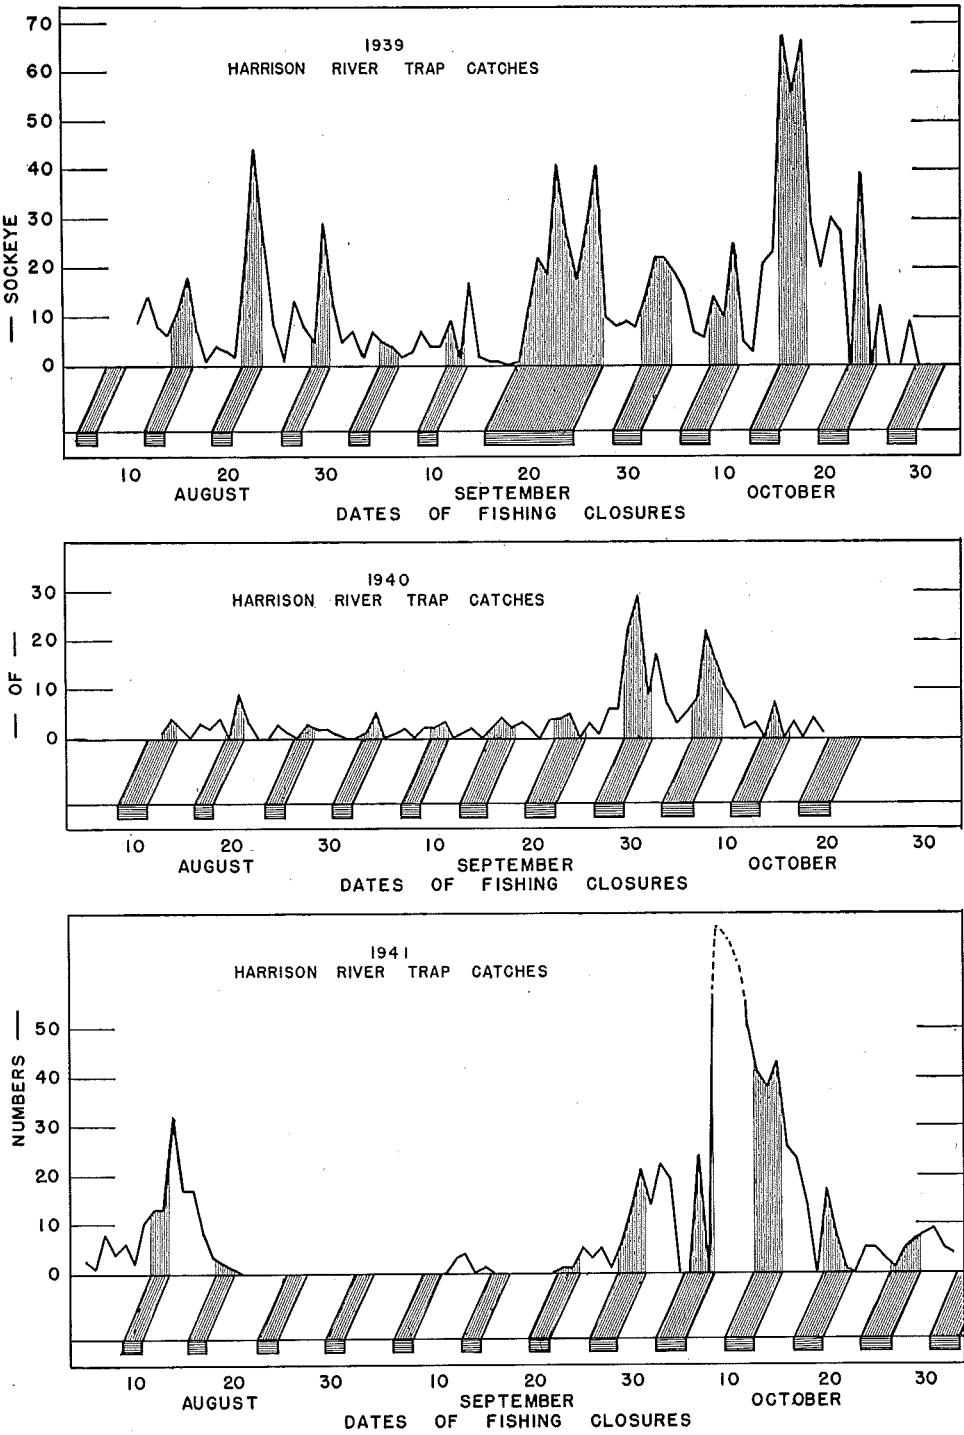 1939
HARRISON RIVER TRAP CATCHES
70
60
50
40
30
20
10
0
10 20 30 10 20 30 10 20 30
AUGUST SEPTEMBER OCTOBER
DATES OF FISHING CLOSURES
1940
HARRISON RIVER TRAP CATCHES
30
20
10
0
10 20 30 10 20 30 10 20 30
AUGUST SEPTEMBER OCTOBER
DATES OF FISHING CLOSURES
1941
HARRISON RIVER TRAP CATCHES
50
40
30
20
10
0
10 20 30 10 20 30 10 20
AUGUST SEPTEMBER OCTOBER
DATES OF FISHING CLOSURES
NUMBERS — — OF — — SOCKEYE